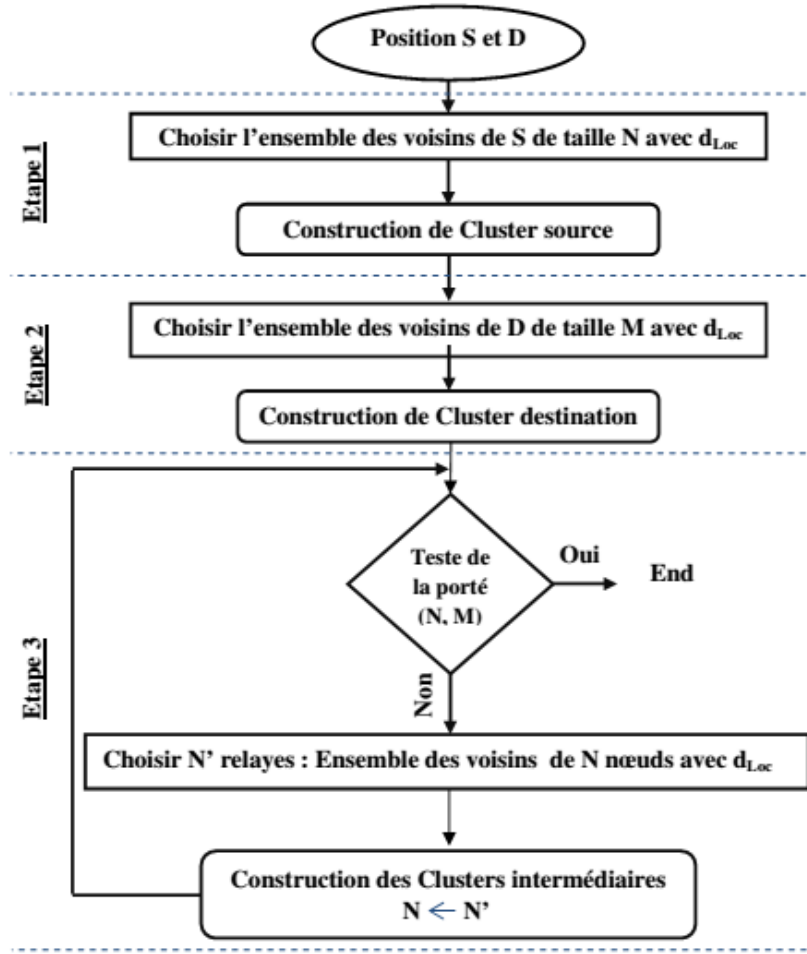 Position S et D
Etape 1
Choisir l’ensemble des voisins de S de taille N avec dLoc
Construction de Cluster source
Etape 2
Choisir l’ensemble des voisins de D de taille M avec dLoc
Construction de Cluster destination
Etape 3
Teste de
la porté
(N, M)
Oui
End
Non
Choisir N’ relayes : Ensemble des voisins de N nœuds avec dLoc
Construction des Clusters intermédiaires
N ← N’